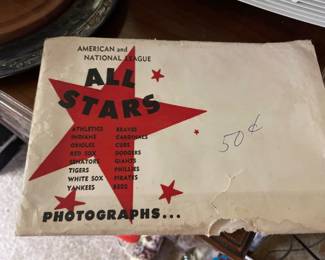 AMERICAN and
NATIONAL LEAGUE
ALL
STARS
ATHLETICS BRAVES
INDIANS CARDINALS
ORIOLES CUBS
RED SOX DODGERS
SENATORS GIANTS
TIGERS PHILLIES
WHITE SOX PIRATES
YANKEES REDS
50¢
PHOTOGRAPHS...